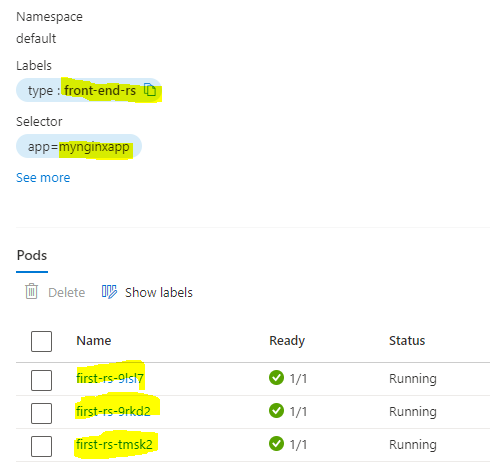 Namespace
default
Labels
type : front-end-rs
Selector
app=mynginxapp
See more
Pods
Delete Show labels
Name Ready Status
first-rs-9lsl7 1/1 Running
first-rs-9rkd2 1/1 Running
first-rs-tmsk2 1/1 Running